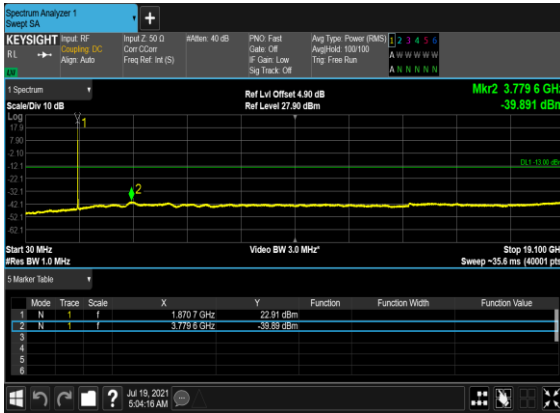 Spectrum Analyzer 1
Swept SA
KEYSIGHT Input: RF Input Z: 50 Ω #Atten: 40 dB PNO: Fast Avg Type: Power (RMS) 1 2 3 4 5 6
RL Coupling: DC Corr CCorr Gate: Off Avg|Hold: 100/100 A W W W W W
Align: Auto Freq Ref: Int (S) IF Gain: Low Trig: Free Run
LW Sig Track: Off A N N N N N
1 Spectrum Ref Lvl Offset 4.90 dB Mkr2 3.779 6 GHz
Scale/Div 10 dB Ref Level 27.90 dBm -39.891 dBm
Log
17.9 1
7.90
-2.10
-12.1 DL1 -13.00 dBm
-22.1
-32.1 2
-42.1
-52.1
-62.1
Start 30 MHz Video BW 3.0 MHz* Stop 19.100 GHz
#Res BW 1.0 MHz Sweep ~35.6 ms (40001 pts)
5 Marker Table
Mode Trace Scale X Y Function Function Width Function Value
1 N 1 f 1.870 7 GHz 22.91 dBm
2 N 1 f 3.779 6 GHz -39.89 dBm
3
4
5
6
? Jul 19, 2021
5:04:16 AM